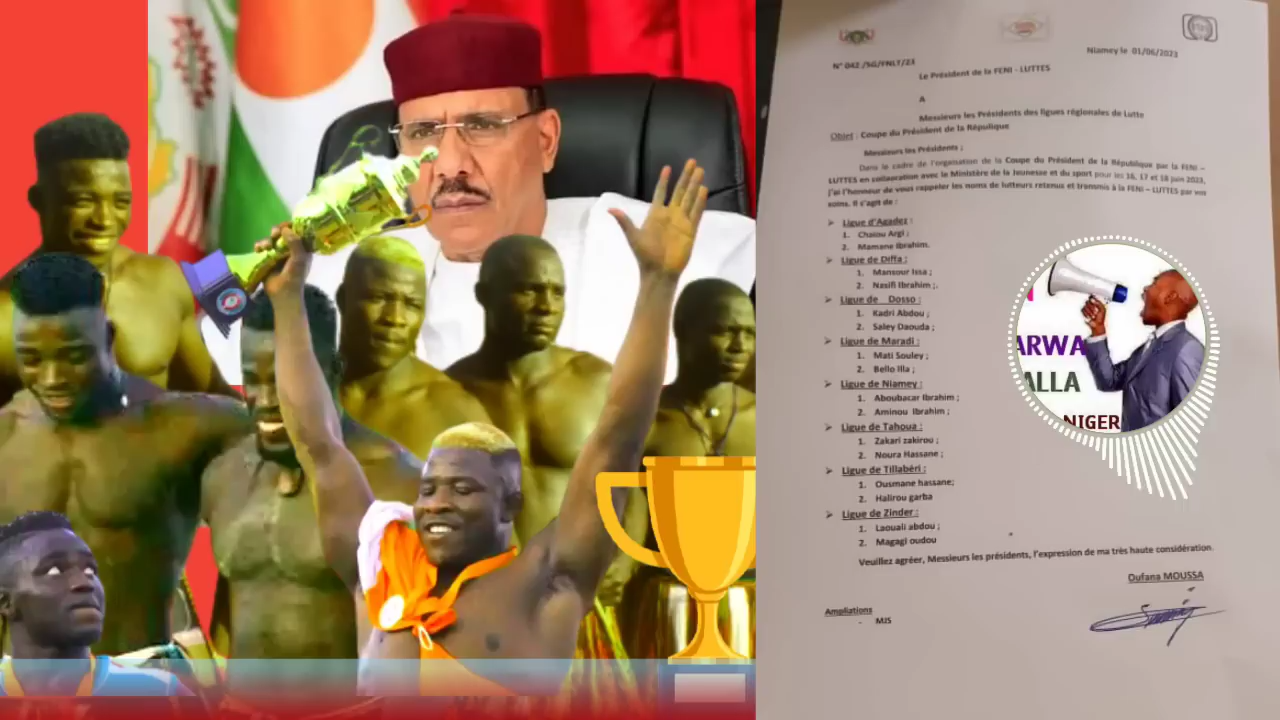 Niamey le 01/06/2023
N° 042 /SG/FNLT/23
Le Président de la FENI - LUTTES
A
Messieurs les Présidents des ligues régionales de Lutte
Objet : Coupe du Président de la Répulique
Messieurs les Présidents ;
Dans le cadre de l'organisation de la Coupe du Président de la République par la FENI –
LUTTES en collauration avec le Ministère de la Jeunesse et du sport pour les 16, 17 et 18 juin 2023,
j'ai l'honneur de vous rappeler les noms de lutteurs retenus et transmis à la FENI – LUTTES par vos
soins. Il s'agit de :
➢ Ligue d'Agadez :
1. Chaiou Argi ;
2. Mamane Ibrahim.
➢ Ligue de Diffa :
1. Mansour Issa ;
2. Nasifi Ibrahim ;.
➢ Ligue de Dosso :
1. Kadri Abdou ;
2. Saley Daouda ;
➢ Ligue de Maradi :
1. Mati Souley ;
2. Bello Illa ;
➢ Ligue de Niamey :
1. Aboubacar Ibrahim ;
2. Aminou Ibrahim ;
➢ Ligue de Tahoua :
1. Zakari zakirou ;
2. Noura Hassane ;
➢ Ligue de Tillabéri :
1. Ousmane hassane;
2. Halirou garba
➢ Ligue de Zinder :
1. Laouali abdou ;
2. Magagi oudou
Veuillez agréer, Messieurs les présidents, l'expression de ma très haute considération.
Oufana MOUSSA
Ampliations
- MJS
ARWA
ALLA
NIGER